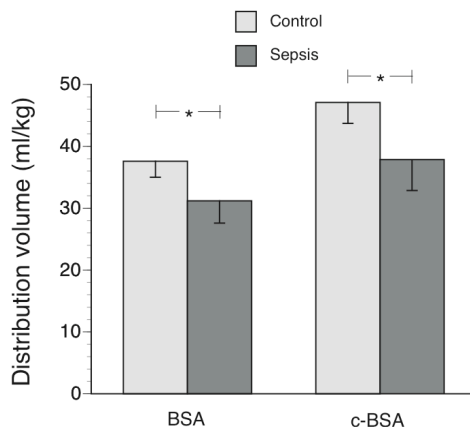 Control
Sepsis
Distribution volume (ml/kg)
50
40
30
20
10
0
*
*
BSA
c-BSA